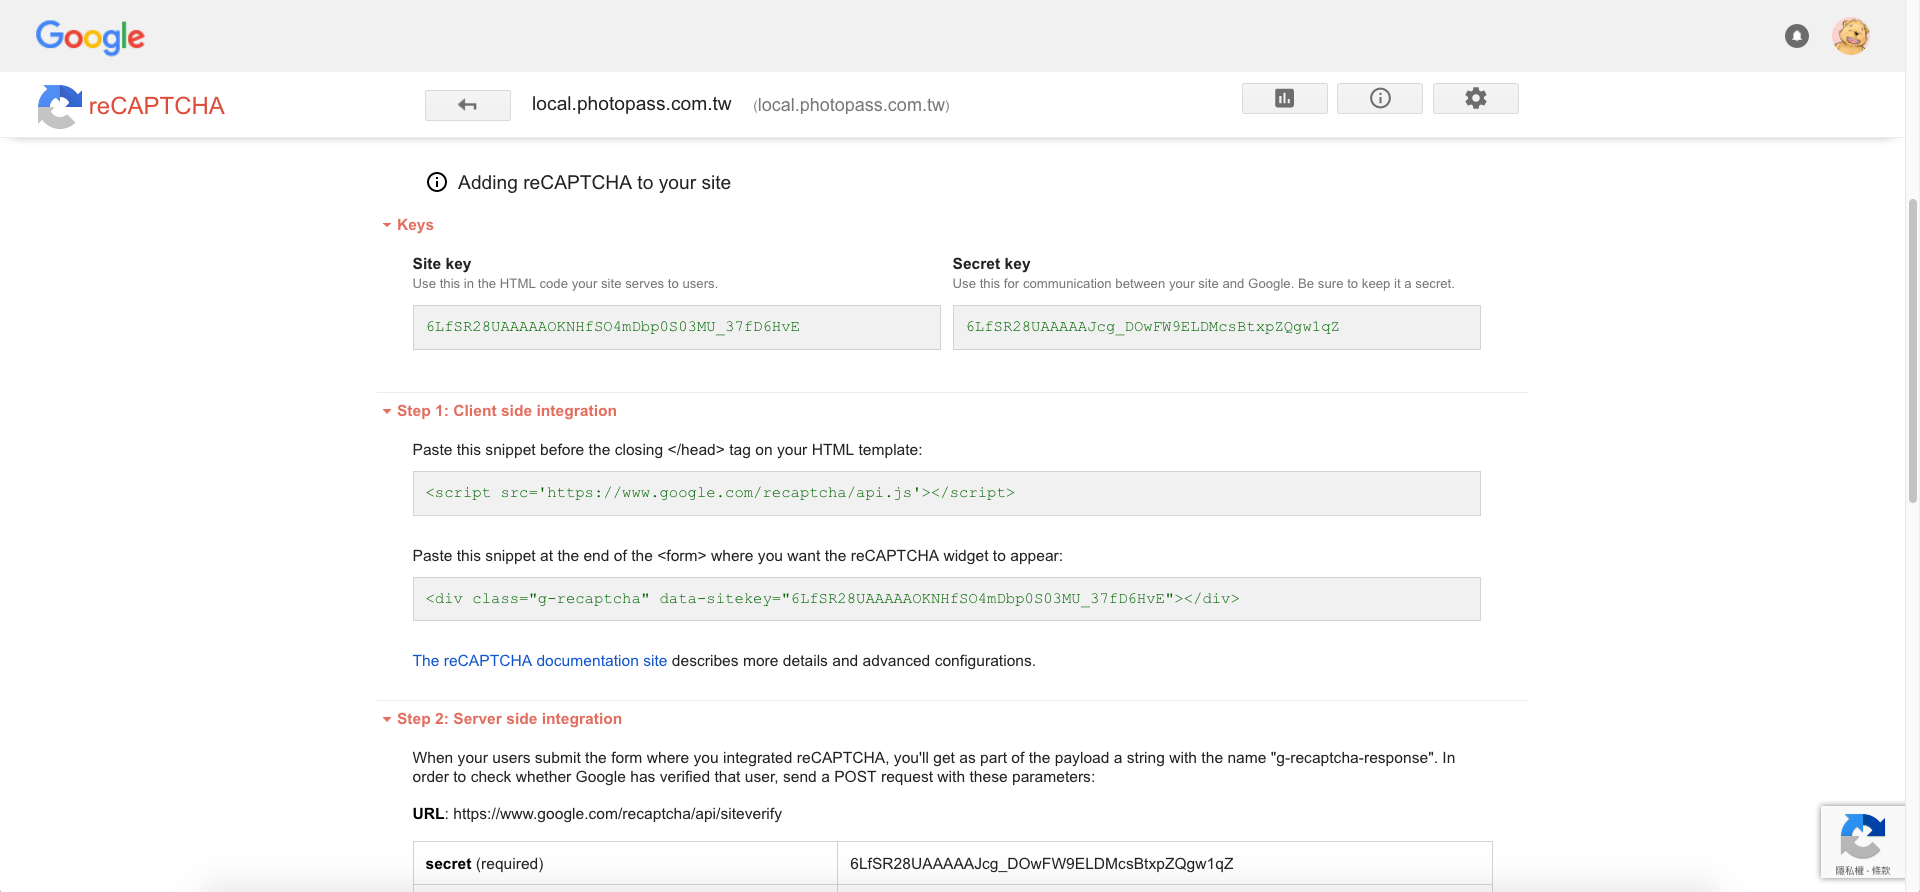 Google
reCAPTCHA
local.photopass.com.tw (local.photopass.com.tw)
Adding reCAPTCHA to your site
Keys
Site key
Use this in the HTML code your site serves to users.
6LfSR28UAAAAAOKNHfSO4mDbp0S03MU_37fD6HvE
Secret key
Use this for communication between your site and Google. Be sure to keep it a secret.
6LfSR28UAAAAAJcg_DOwFW9ELDMcsBtxpZQgw1qZ
Step 1: Client side integration
Paste this snippet before the closing </head> tag on your HTML template:
<script src='https://www.google.com/recaptcha/api.js'></script>
Paste this snippet at the end of the <form> where you want the reCAPTCHA widget to appear:
<div class="g-recaptcha" data-sitekey="6LfSR28UAAAAAOKNHfSO4mDbp0S03MU_37fD6HvE"></div>
The reCAPTCHA documentation site describes more details and advanced configurations.
Step 2: Server side integration
When your users submit the form where you integrated reCAPTCHA, you'll get as part of the payload a string with the name "g-recaptcha-response". In
order to check whether Google has verified that user, send a POST request with these parameters:
URL: https://www.google.com/recaptcha/api/siteverify
secret (required) 6LfSR28UAAAAAJcg_DOwFW9ELDMcsBtxpZQgw1qZ
隱私權 - 條款